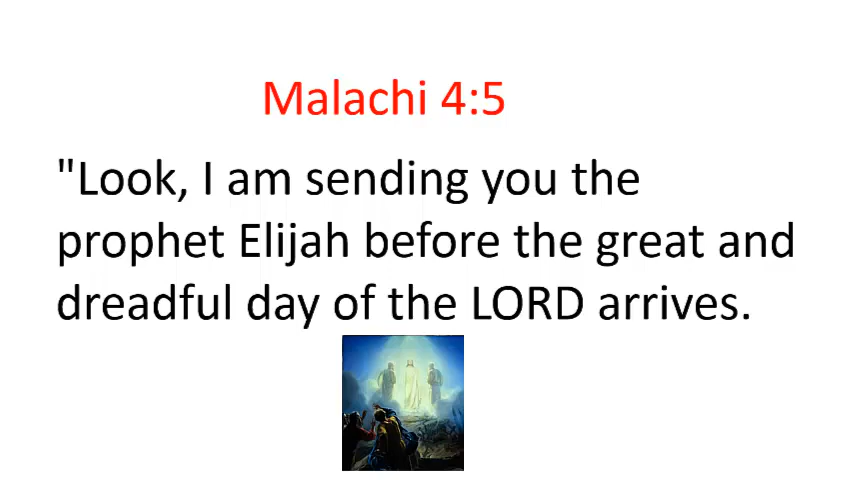 Malachi 4:5
"Look, I am sending you the
prophet Elijah before the great and
dreadful day of the LORD arrives.